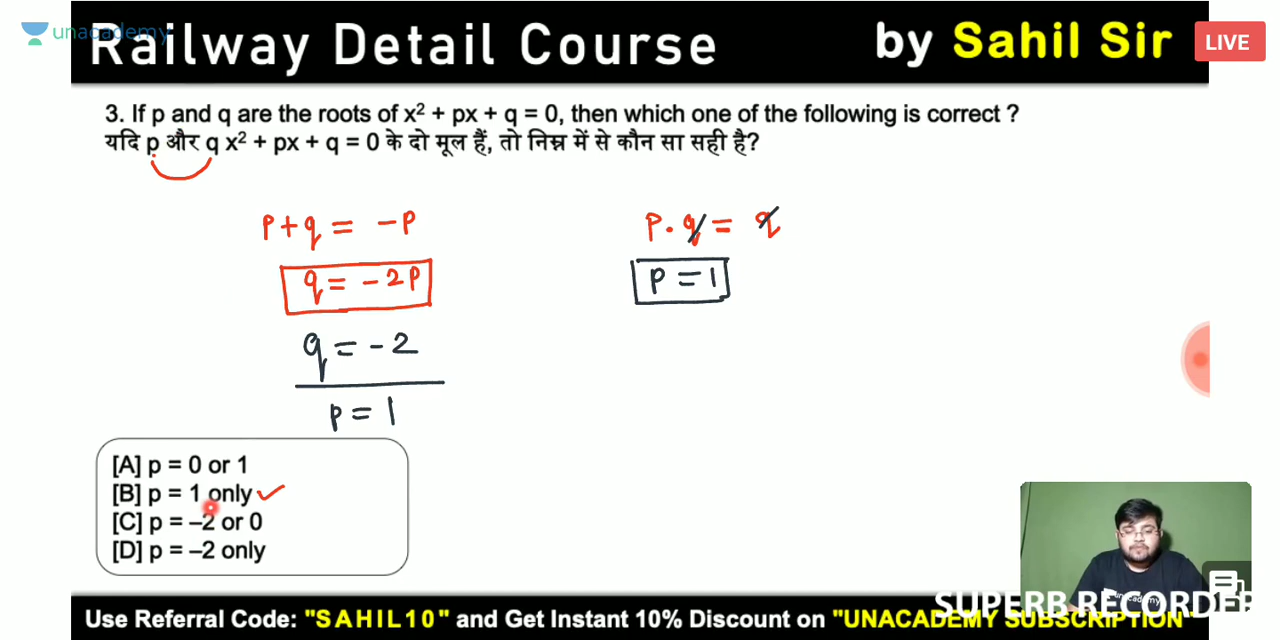 unacademy
Railway Detail Course
by Sahil Sir
LIVE
3. If p and q are the roots of x² + px + q = 0, then which one of the following is correct ?
यदि p और q x² + px + q = 0 के दो मूल हैं, तो निम्न में से कौन सा सही है?
p + q = - p
p . q = q
q = - 2p
p = 1
q = - 2
p = 1
[A] p = 0 or 1
[B] p = 1 only ✓
[C] p = –2 or 0
[D] p = –2 only
unacademy
SUPERB RECORDER
Use Referral Code: "SAHIL10" and Get Instant 10% Discount on "UNACADEMY SUBSCRIPTION"